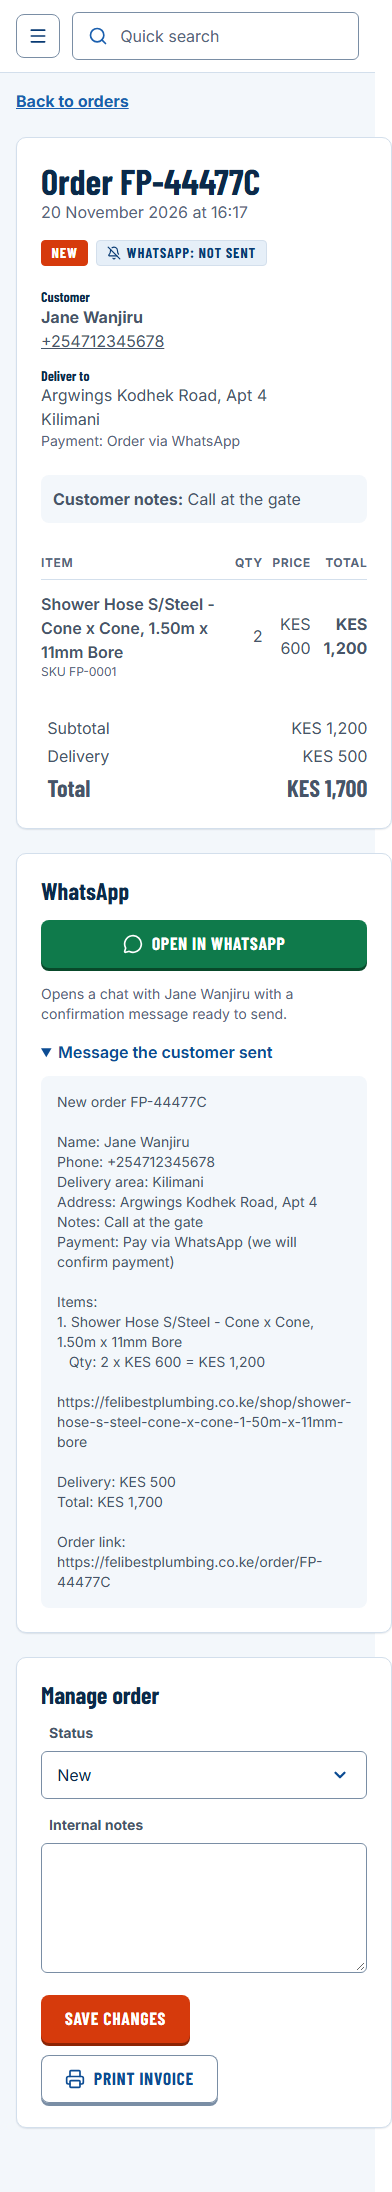 Quick search
Back to orders
Order FP-44477C
20 November 2026 at 16:17
NEW WHATSAPP: NOT SENT
Customer
Jane Wanjiru
+254712345678
Deliver to
Argwings Kodhek Road, Apt 4
Kilimani
Payment: Order via WhatsApp
Customer notes: Call at the gate
ITEM QTY PRICE TOTAL
Shower Hose S/Steel -
Cone x Cone, 1.50m x
11mm Bore
SKU FP-0001
2
KES
600
KES
1,200
Subtotal KES 1,200
Delivery KES 500
Total KES 1,700
WhatsApp
OPEN IN WHATSAPP
Opens a chat with Jane Wanjiru with a
confirmation message ready to send.
Message the customer sent
New order FP-44477C
Name: Jane Wanjiru
Phone: +254712345678
Delivery area: Kilimani
Address: Argwings Kodhek Road, Apt 4
Notes: Call at the gate
Payment: Pay via WhatsApp (we will
confirm payment)
Items:
1. Shower Hose S/Steel - Cone x Cone,
1.50m x 11mm Bore
Qty: 2 x KES 600 = KES 1,200
https://felibestplumbing.co.ke/shop/shower-
hose-s-steel-cone-x-cone-1-50m-x-11mm-
bore
Delivery: KES 500
Total: KES 1,700
Order link:
https://felibestplumbing.co.ke/order/FP-
44477C
Manage order
Status
New
Internal notes
SAVE CHANGES
PRINT INVOICE